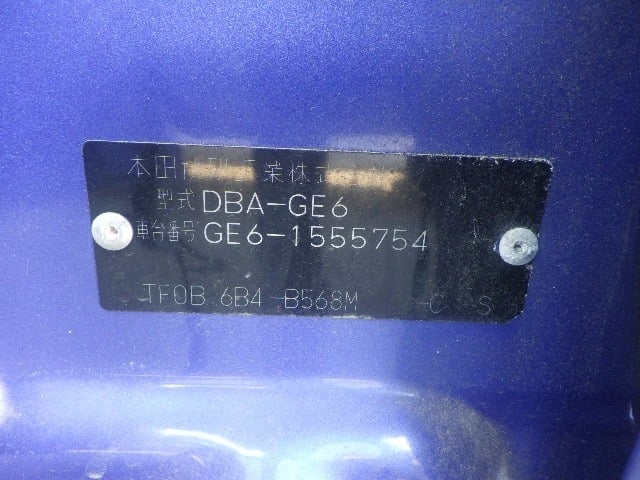 本田技研工業株式会社
型式 DBA-GE6
車台番号 GE6-1555754
TF0B 6B4 B568M C S